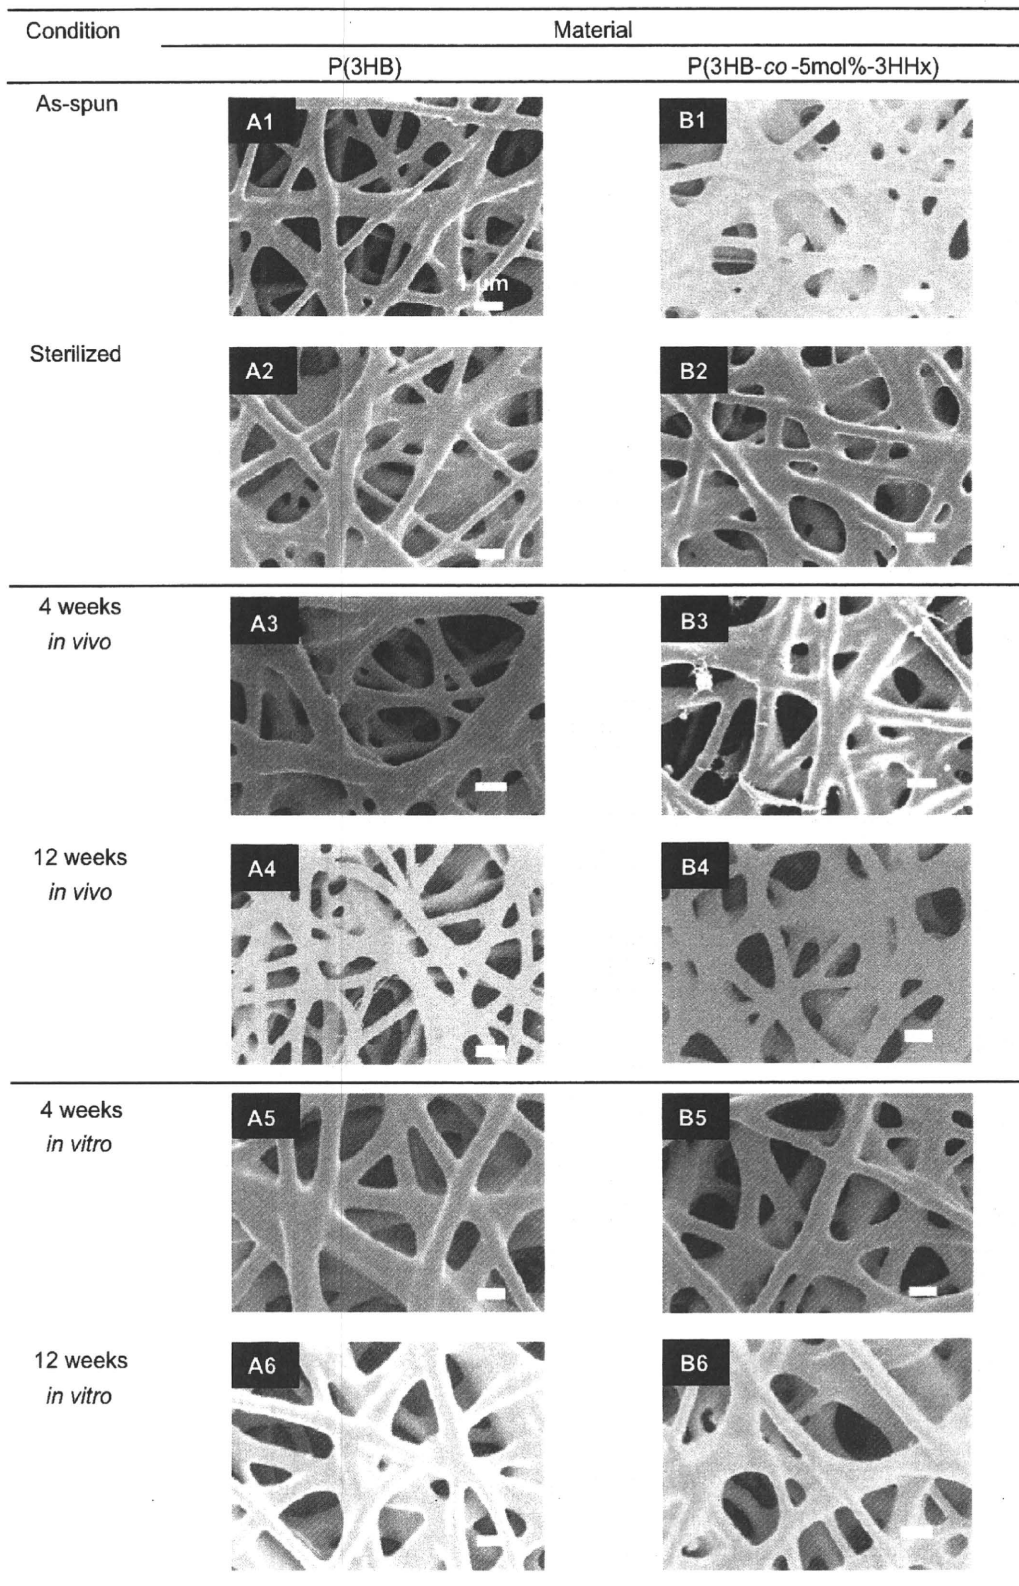 Condition
Material
P(3HB)
P(3HB-co-5mol%-3HHx)
As-spun
A1
B1
1 μm
Sterilized
A2
B2
4 weeks
in vivo
A3
B3
12 weeks
in vivo
A4
B4
4 weeks
in vitro
A5
B5
12 weeks
in vitro
A6
B6